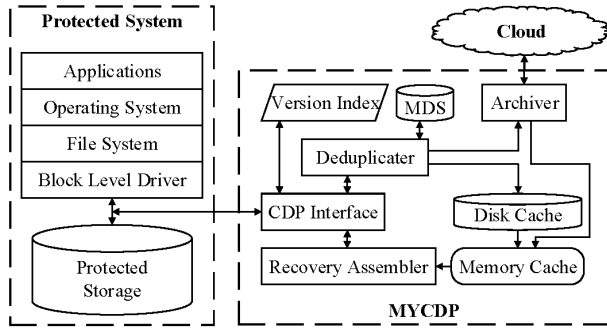 Protected System
Applications
Operating System
File System
Block Level Driver
Protected
Storage
Cloud
Version Index
MDS
Archiver
Deduplicater
CDP Interface
Disk Cache
Recovery Assembler
Memory Cache
MYCDP